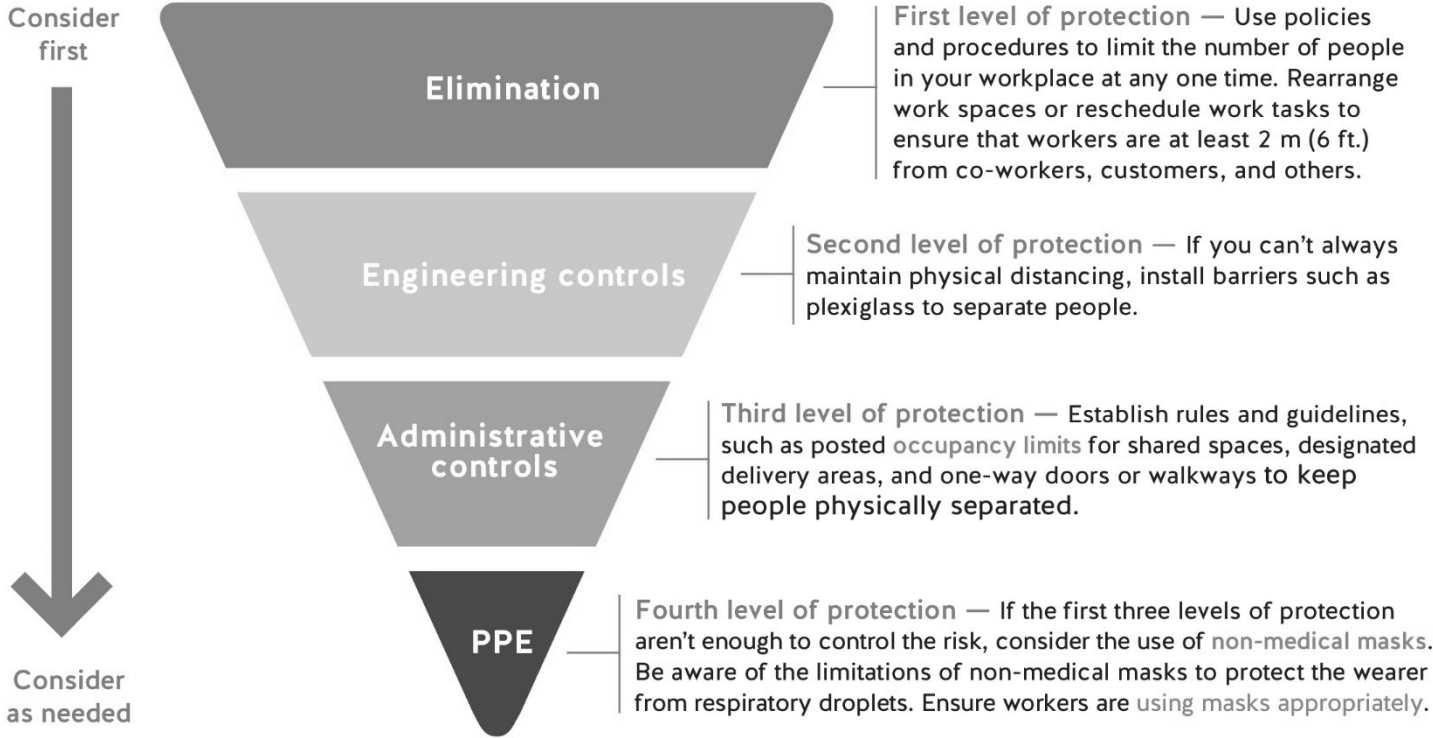 Consider
first
Elimination
First level of protection — Use policies
and procedures to limit the number of people
in your workplace at any one time. Rearrange
work spaces or reschedule work tasks to
ensure that workers are at least 2 m (6 ft.)
from co-workers, customers, and others.
Engineering controls
Second level of protection — If you can’t always
maintain physical distancing, install barriers such as
plexiglass to separate people.
Administrative
controls
Third level of protection — Establish rules and guidelines,
such as posted occupancy limits for shared spaces, designated
delivery areas, and one-way doors or walkways to keep
people physically separated.
PPE
Fourth level of protection — If the first three levels of protection
aren’t enough to control the risk, consider the use of non-medical masks.
Be aware of the limitations of non-medical masks to protect the wearer
from respiratory droplets. Ensure workers are using masks appropriately.
Consider
as needed